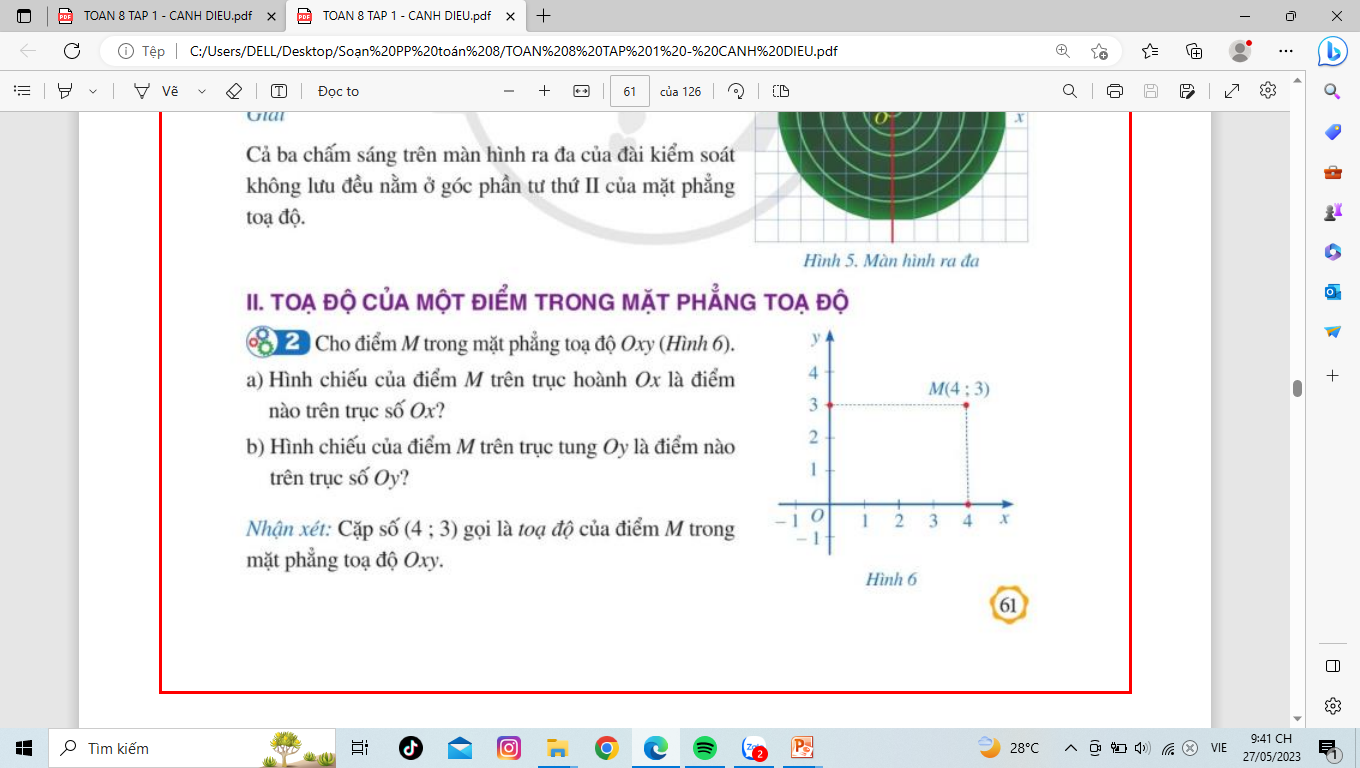 TOAN 8 TAP 1 - CANH DIEU.pdf
TOAN 8 TAP 1 - CANH DIEU.pdf
Tệp
C:/Users/DELL/Desktop/Soạn%20PP%20toán%208/TOAN%208%20TAP%201%20-%20CANH%20DIEU.pdf
Vẽ
Đọc to
61
của 126
Giải
Cả ba chấm sáng trên màn hình ra đa của đài kiểm soát
không lưu đều nằm ở góc phần tư thứ II của mặt phẳng
toạ độ.
O
x
Hình 5. Màn hình ra đa
II. TOẠ ĐỘ CỦA MỘT ĐIỂM TRONG MẶT PHẲNG TOẠ ĐỘ
2 Cho điểm M trong mặt phẳng toạ độ Oxy (Hình 6).
a) Hình chiếu của điểm M trên trục hoành Ox là điểm
nào trên trục số Ox?
b) Hình chiếu của điểm M trên trục tung Oy là điểm nào
trên trục số Oy?
Nhận xét: Cặp số (4 ; 3) gọi là toạ độ của điểm M trong
mặt phẳng toạ độ Oxy.
y
4
M(4 ; 3)
3
2
1
– 1 O 1 2 3 4 x
– 1
Hình 6
61
Tìm kiếm
Zalo
2
28°C
VIE
9:41 CH
27/05/2023
1